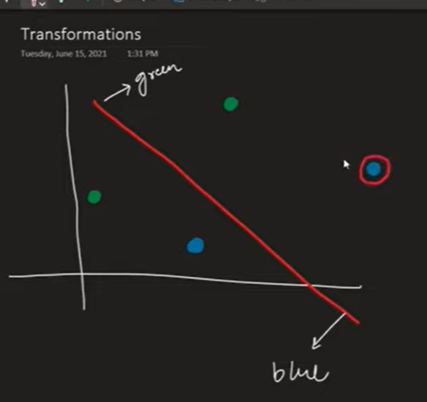 Transformations
Tuesday, June 15, 2021 1:31 PM
green
blue